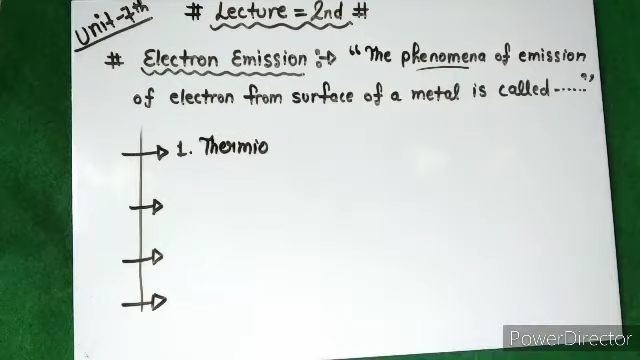 Unit-7th
# Lecture = 2nd #
# Electron Emission :→ "The phenomena of emission
of electron from surface of a metal is called ------"
1. Thermio
PowerDirector